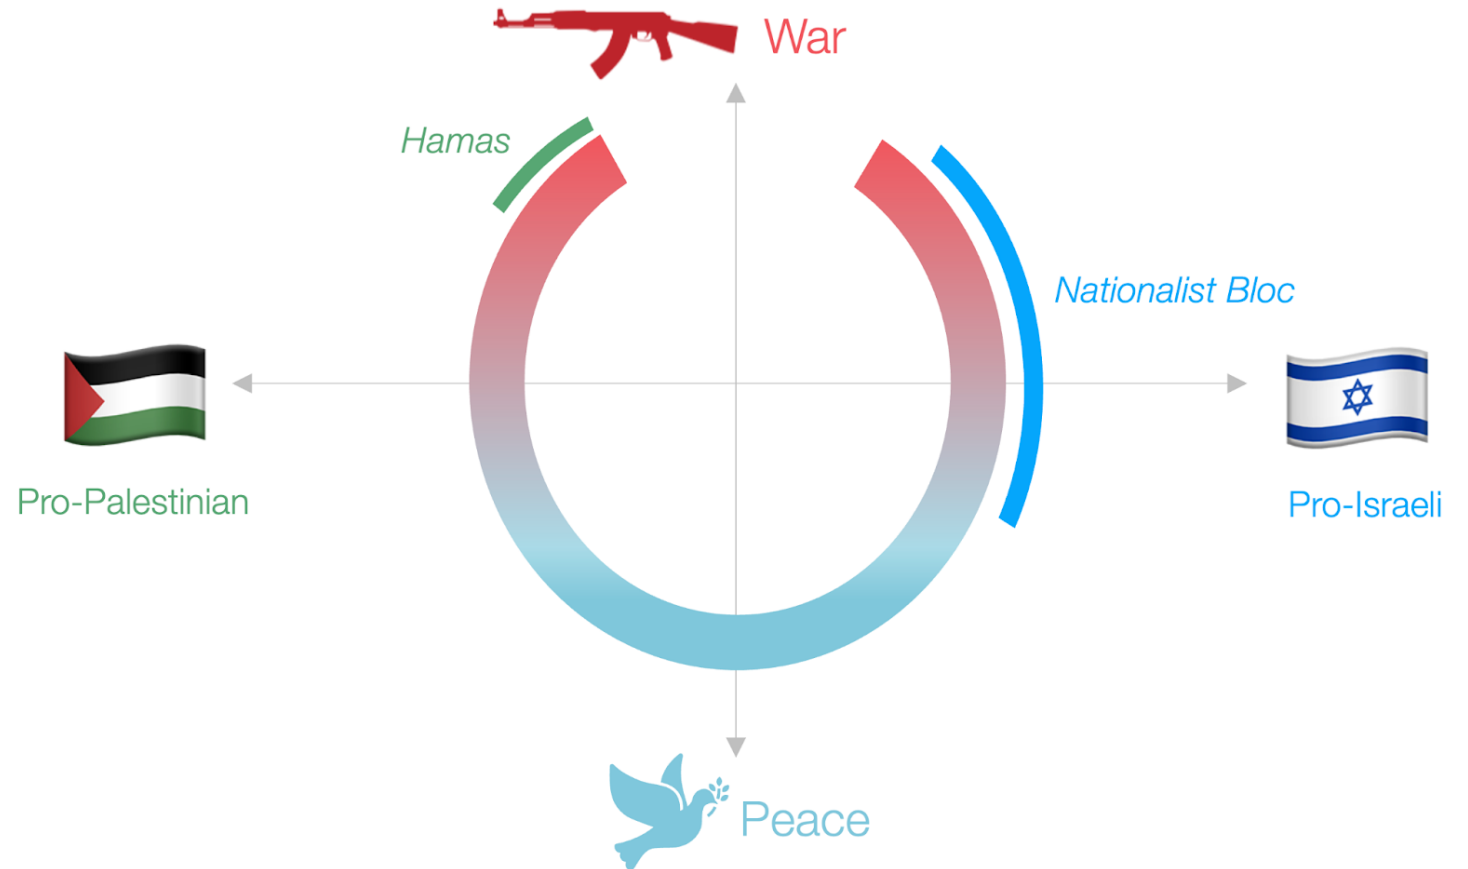 War
Hamas
Nationalist Bloc
Pro-Palestinian
Pro-Israeli
Peace